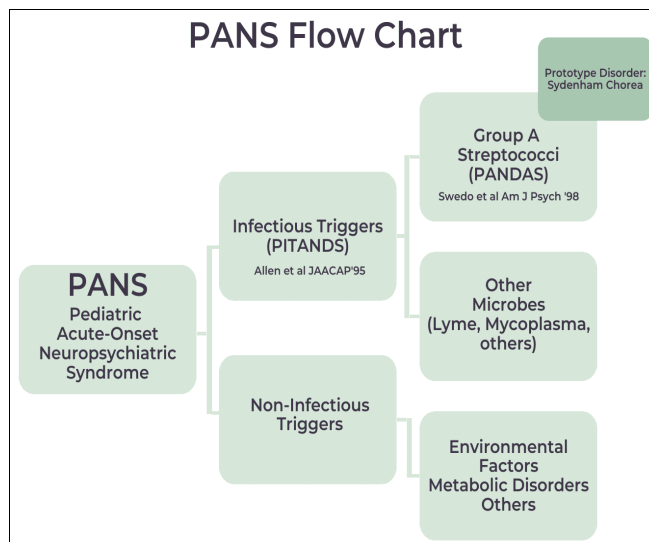 PANS Flow Chart
Prototype Disorder:
Sydenham Chorea
Group A
Streptococci
(PANDAS)
Swedo et al Am J Psych '98
Infectious Triggers
(PITANDS)
Allen et al JAACAP'95
Other
Microbes
(Lyme, Mycoplasma,
others)
PANS
Pediatric
Acute-Onset
Neuropsychiatric
Syndrome
Non-Infectious
Triggers
Environmental
Factors
Metabolic Disorders
Others